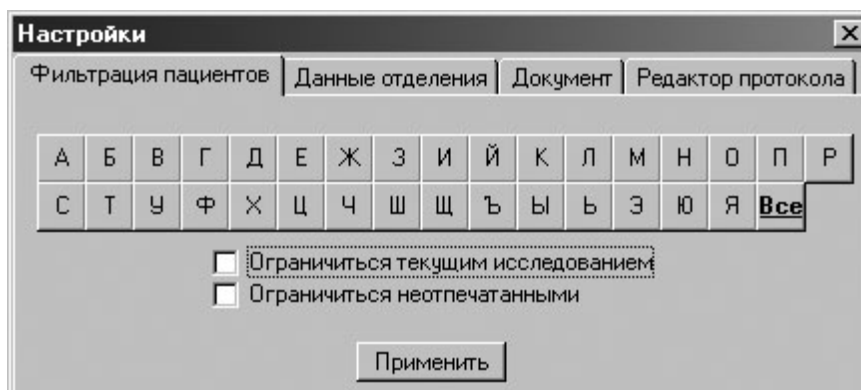 Настройки
Фильтрация пациентов Данные отделения Документ Редактор протокола
А Б В Г Д Е Ж З И Й К Л М Н О П Р
С Т У Ф Х Ц Ч Ш Щ Ъ Ы Ь Э Ю Я Все
Ограничиться текущим исследованием
Ограничиться неотпечатанными
Применить